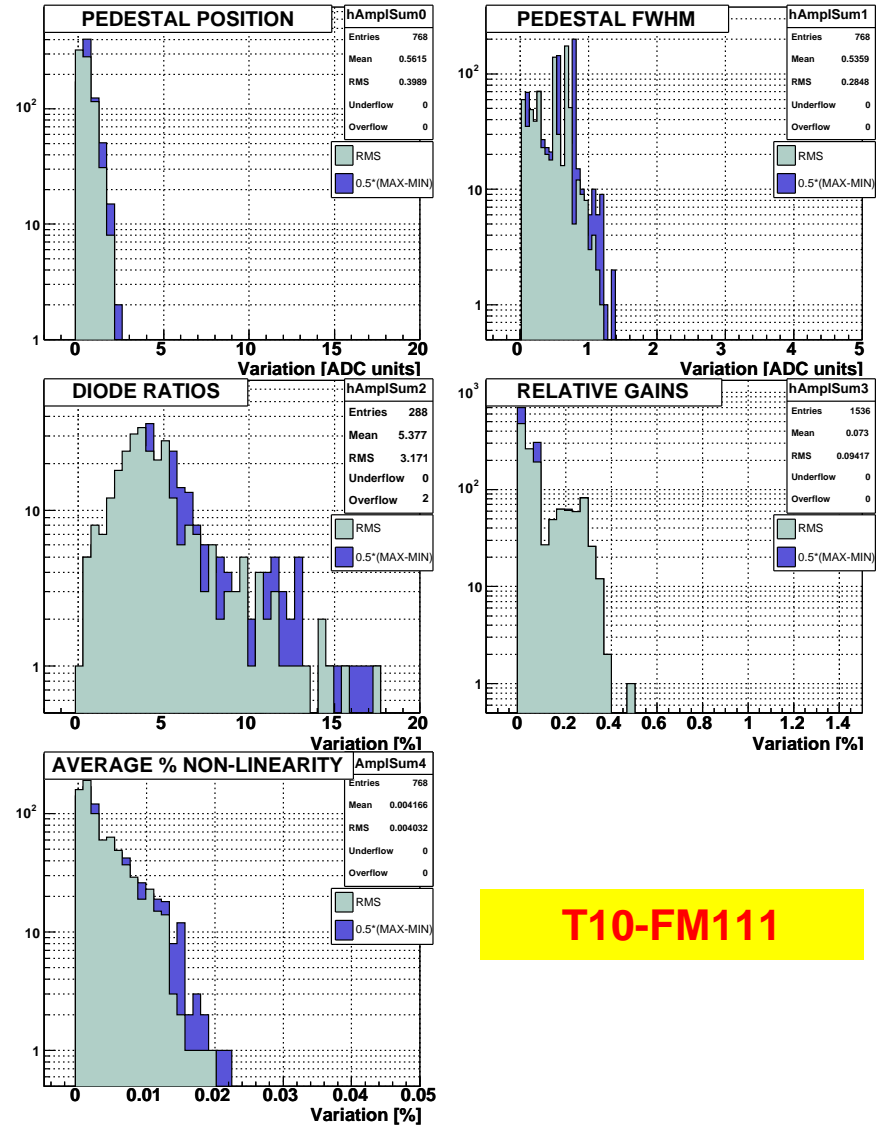 PEDESTAL POSITION
hAmplSum0
Entries 768
Mean 0.5615
RMS 0.3989
Underflow 0
Overflow 0
RMS
0.5*(MAX-MIN)
10²
10
1
0 5 10 15 20
Variation [ADC units]
PEDESTAL FWHM
hAmplSum1
Entries 768
Mean 0.5359
RMS 0.2848
Underflow 0
Overflow 0
RMS
0.5*(MAX-MIN)
10²
10
1
0 1 2 3 4 5
Variation [ADC units]
DIODE RATIOS
hAmplSum2
Entries 288
Mean 5.377
RMS 3.171
Underflow 0
Overflow 2
RMS
0.5*(MAX-MIN)
10
1
0 5 10 15 20
Variation [%]
RELATIVE GAINS
hAmplSum3
Entries 1536
Mean 0.073
RMS 0.09417
Underflow 0
Overflow 0
RMS
0.5*(MAX-MIN)
10³
10²
10
1
0 0.2 0.4 0.6 0.8 1 1.2 1.4
Variation [%]
AVERAGE % NON-LINEARITY
AmplSum4
Entries 768
Mean 0.004166
RMS 0.004032
Underflow 0
Overflow 0
RMS
0.5*(MAX-MIN)
10²
10
1
0 0.01 0.02 0.03 0.04 0.05
Variation [%]
T10-FM111